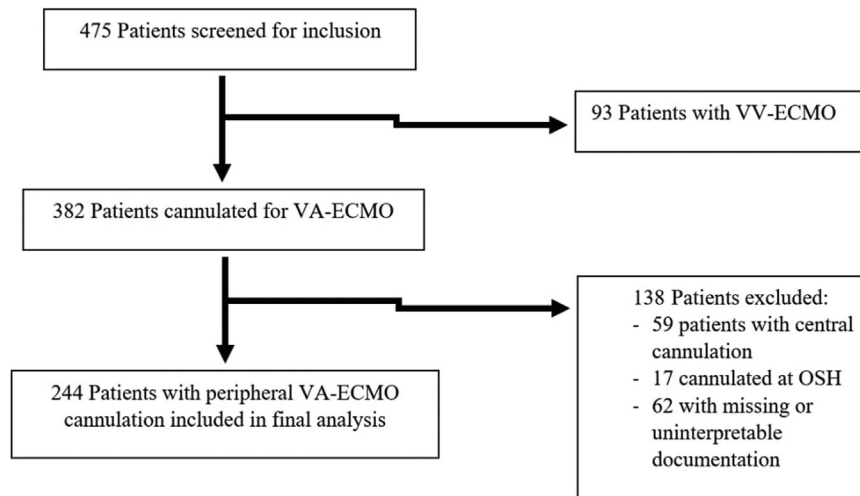 475 Patients screened for inclusion
93 Patients with VV-ECMO
382 Patients cannulated for VA-ECMO
138 Patients excluded:
- 59 patients with central
cannulation
- 17 cannulated at OSH
- 62 with missing or
uninterpretable
documentation
244 Patients with peripheral VA-ECMO
cannulation included in final analysis